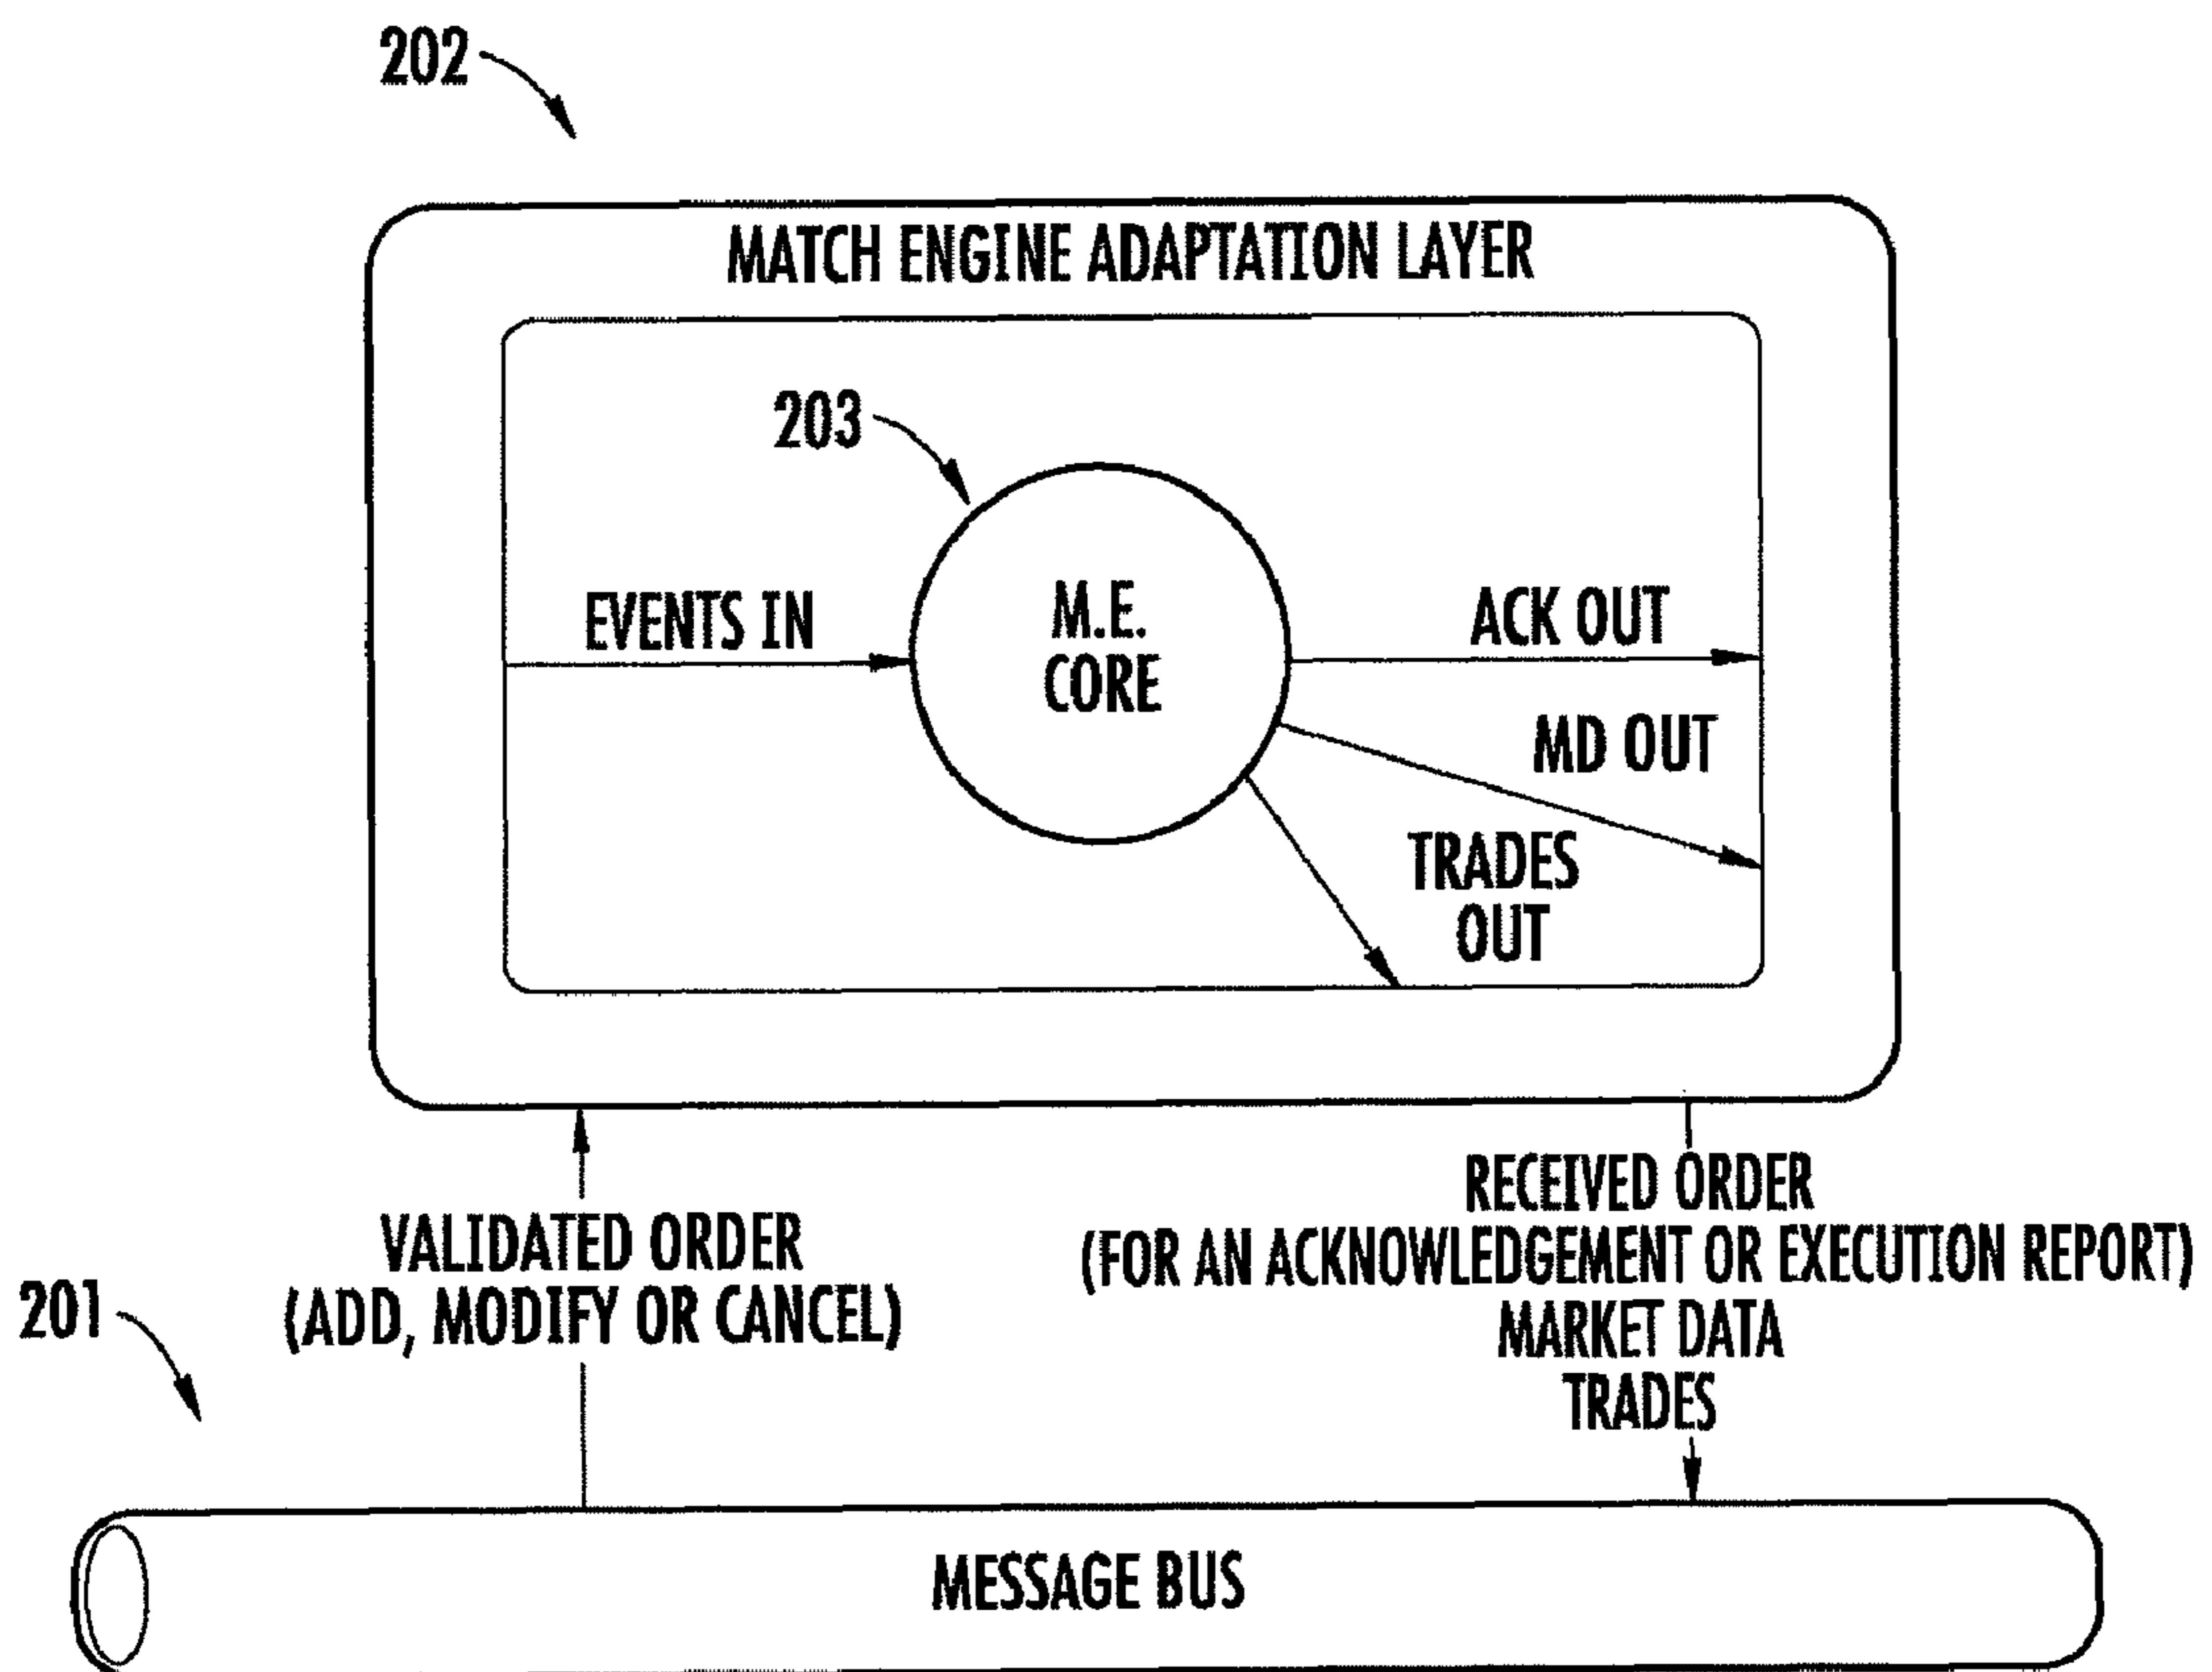 202
MATCH ENGINE ADAPTATION LAYER
203
EVENTS IN
M.E.
CORE
ACK OUT
MD OUT
TRADES
OUT
VALIDATED ORDER
(ADD, MODIFY OR CANCEL)
RECEIVED ORDER
(FOR AN ACKNOWLEDGEMENT OR EXECUTION REPORT)
MARKET DATA
TRADES
201
MESSAGE BUS